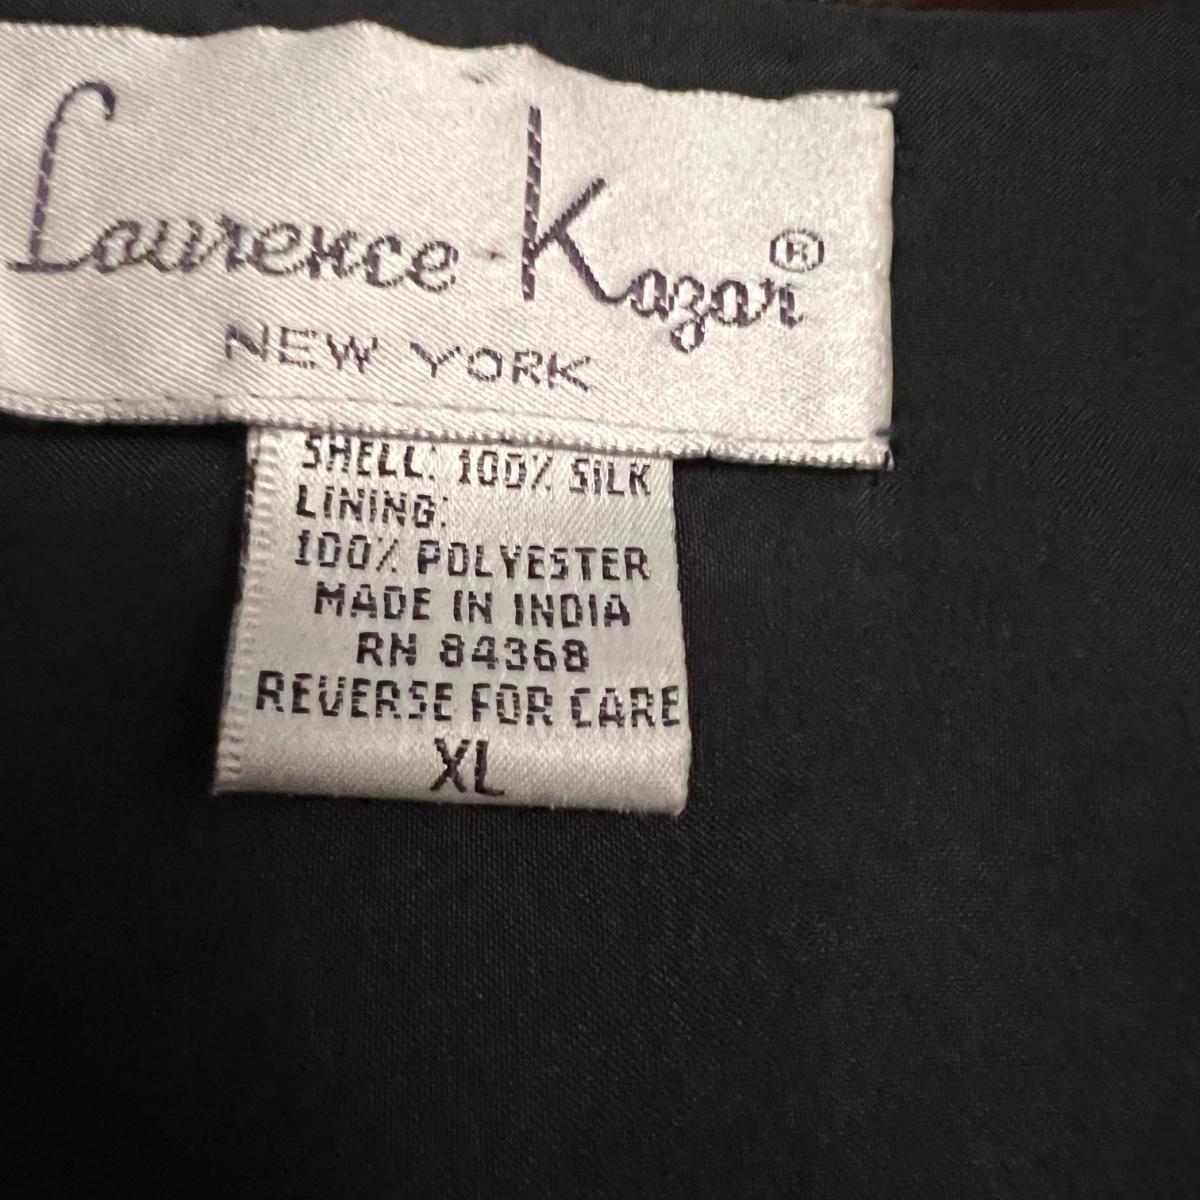 Laurence Kazar®
NEW YORK
SHELL: 100% SILK
LINING:
100% POLYESTER
MADE IN INDIA
RN 84368
REVERSE FOR CARE
XL